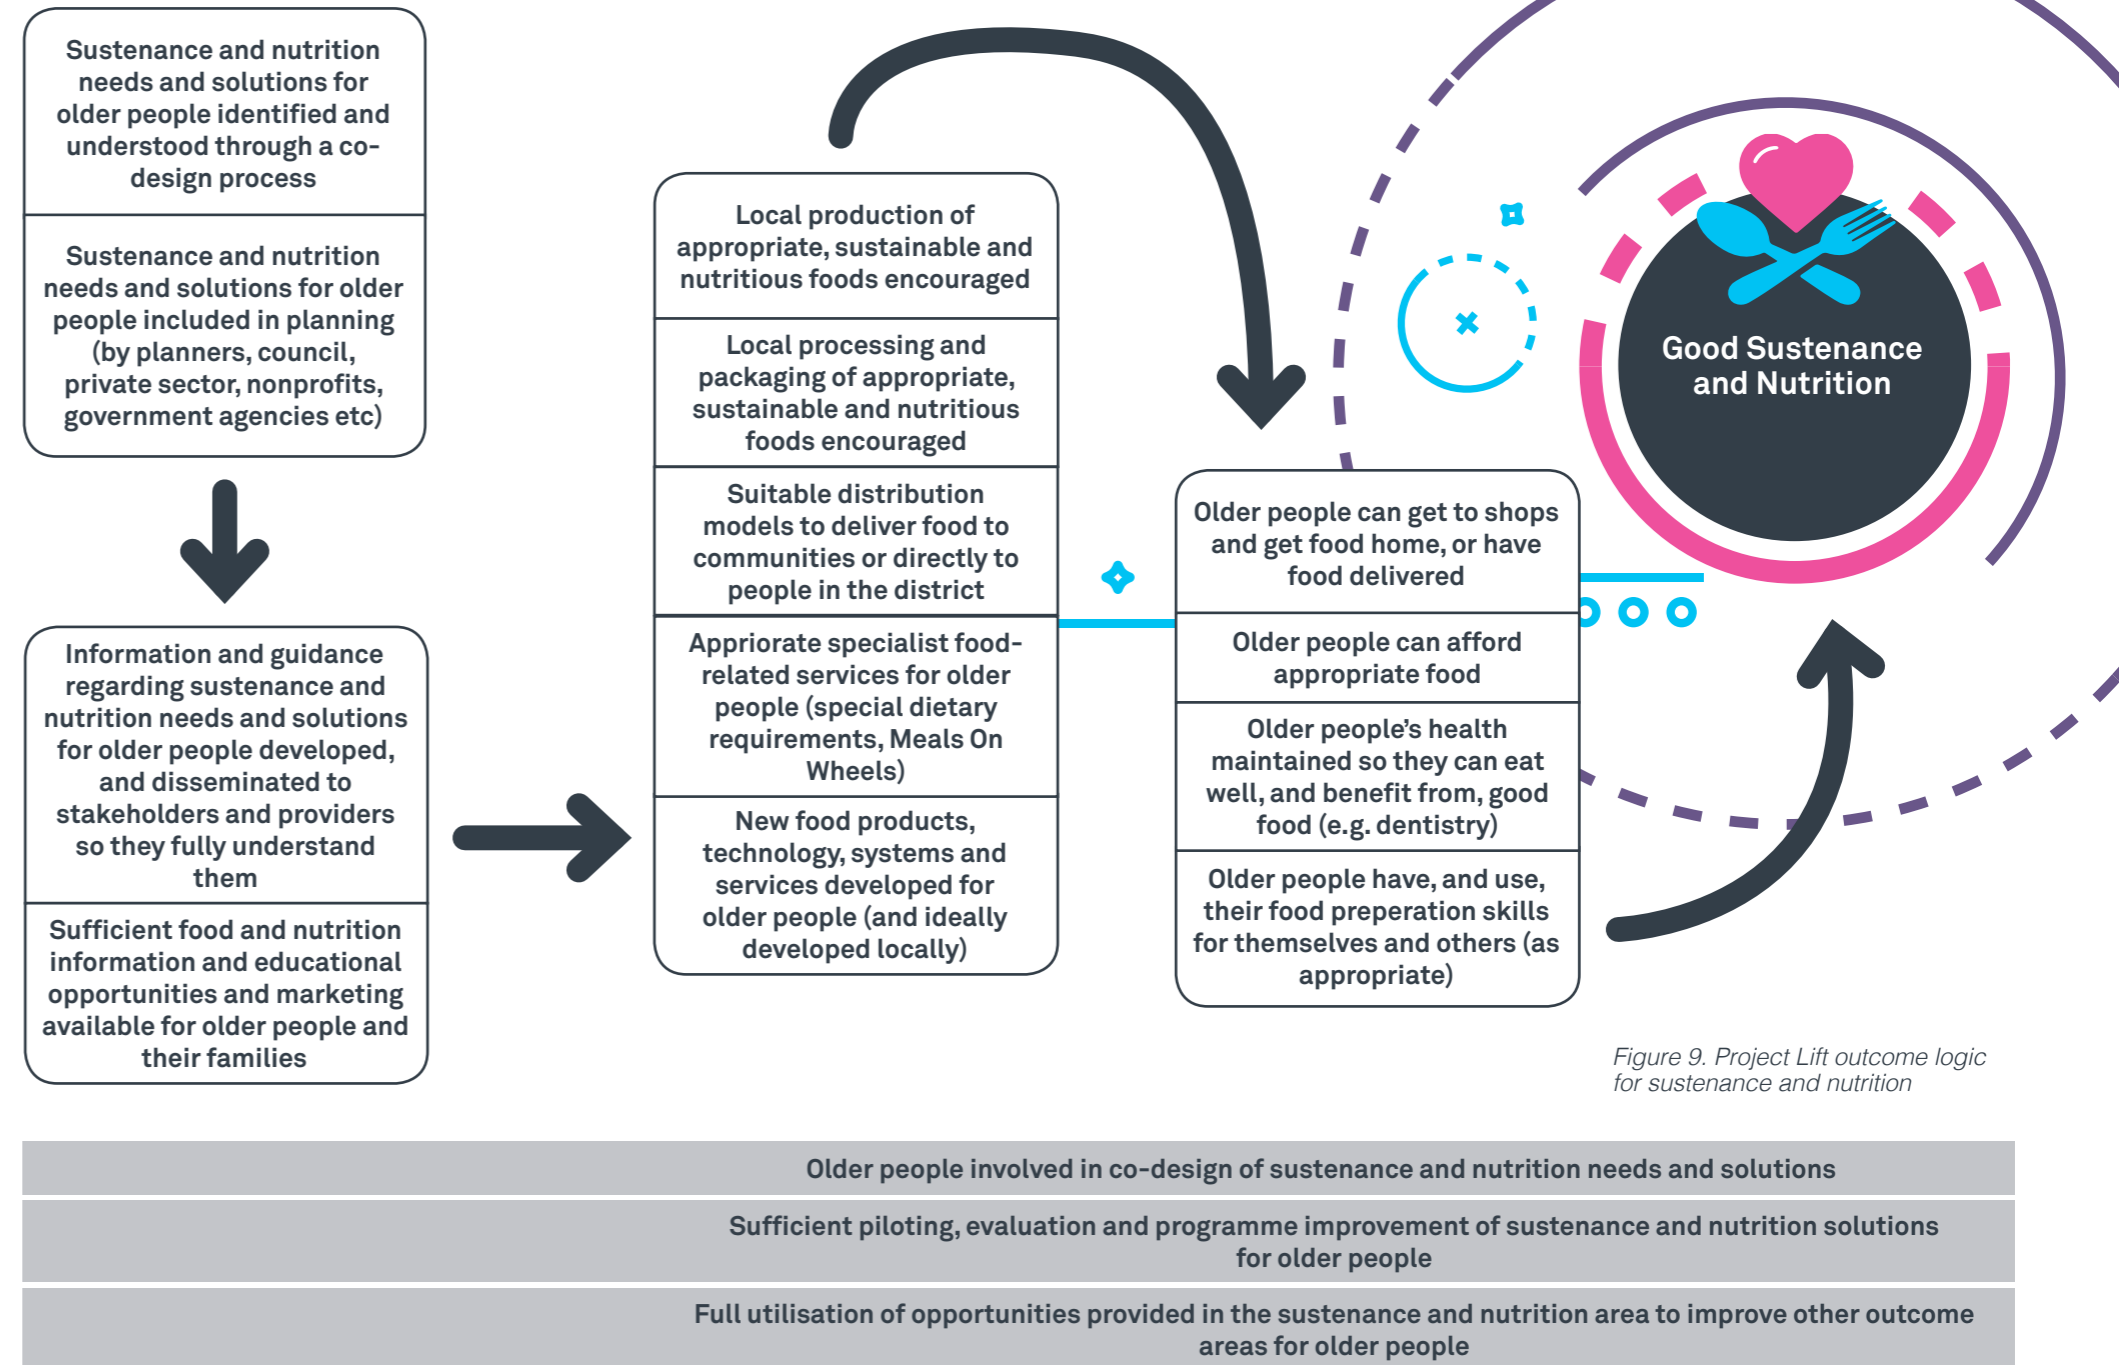 Sustenance and nutrition
needs and solutions for
older people identified and
understood through a co-
design process
Sustenance and nutrition
needs and solutions for older
people included in planning
(by planners, council,
private sector, nonprofits,
government agencies etc)
Information and guidance
regarding sustenance and
nutrition needs and solutions
for older people developed,
and disseminated to
stakeholders and providers
so they fully understand
them
Sufficient food and nutrition
information and educational
opportunities and marketing
available for older people and
their families
Local production of
appropriate, sustainable and
nutritious foods encouraged
Local processing and
packaging of appropriate,
sustainable and nutritious
foods encouraged
Suitable distribution
models to deliver food to
communities or directly to
people in the district
Appriorate specialist food-
related services for older
people (special dietary
requirements, Meals On
Wheels)
New food products,
technology, systems and
services developed for
older people (and ideally
developed locally)
Older people can get to shops
and get food home, or have
food delivered
Older people can afford
appropriate food
Older people’s health
maintained so they can eat
well, and benefit from, good
food (e.g. dentistry)
Older people have, and use,
their food preperation skills
for themselves and others (as
appropriate)
Good Sustenance
and Nutrition
Figure 9. Project Lift outcome logic
for sustenance and nutrition
Older people involved in co-design of sustenance and nutrition needs and solutions
Sufficient piloting, evaluation and programme improvement of sustenance and nutrition solutions
for older people
Full utilisation of opportunities provided in the sustenance and nutrition area to improve other outcome
areas for older people